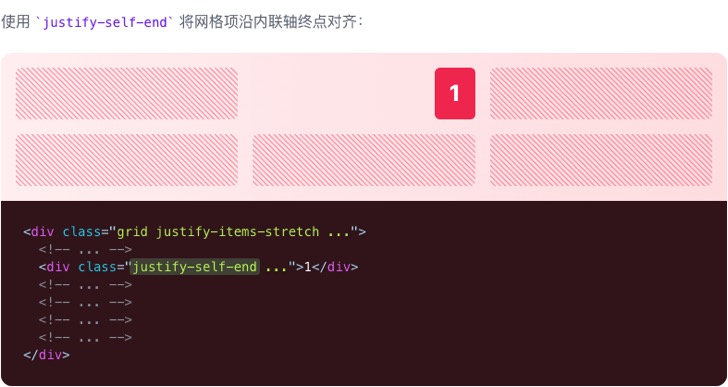 使用 `justify-self-end` 将网格项沿内联轴终点对齐：
1
<div class="grid justify-items-stretch ...">
<!-- ... -->
<div class="justify-self-end ...">1</div>
<!-- ... -->
<!-- ... -->
<!-- ... -->
<!-- ... -->
</div>